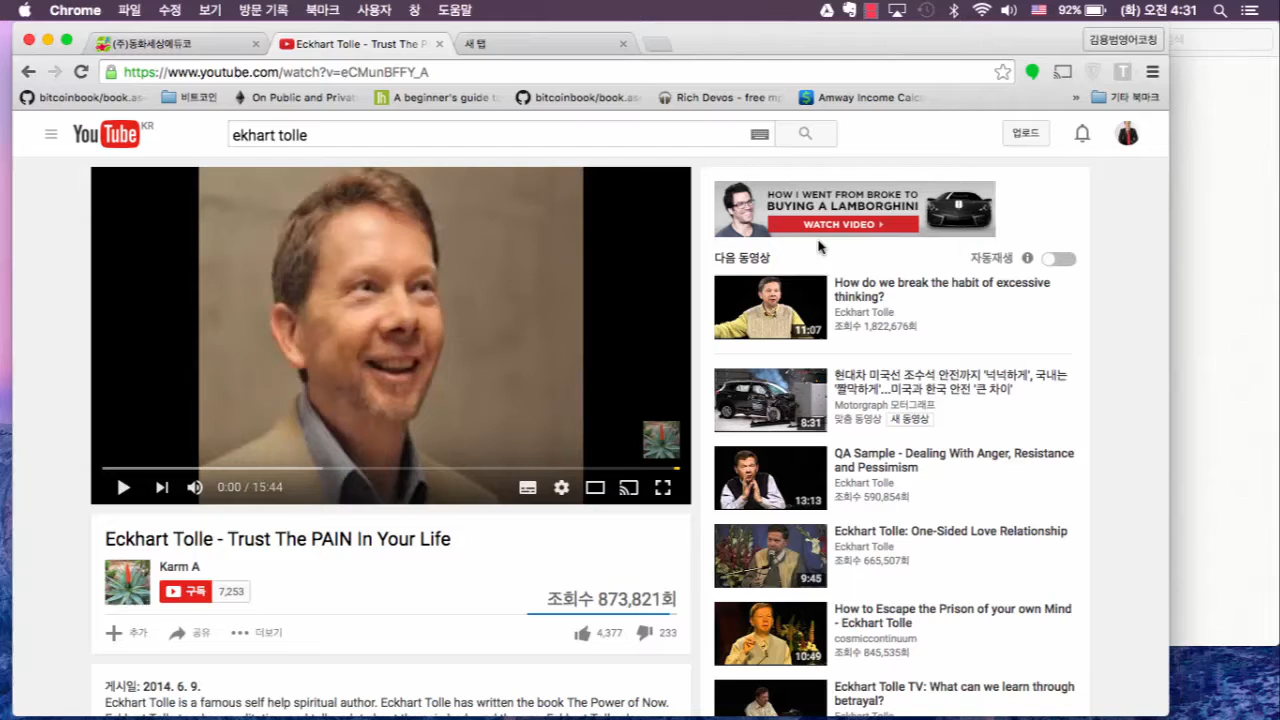 Chrome 파일 수정 보기 방문 기록 북마크 사용자 창 도움말 92% (화) 오전 4:31
(주)동화세상에듀코 Eckhart Tolle - Trust The P 새 탭 김용범영어코칭
https://www.youtube.com/watch?v=eCMunBFFY_A
bitcoinbook/book.as 비트코인 On Public and Privat A beginner's guide to bitcoinbook/book.as Rich Devos - free mp Amway Income Calc » 기타 북마크
YouTube KR ekhart tolle 업로드
HOW I WENT FROM BROKE TO
BUYING A LAMBORGHINI
WATCH VIDEO
다음 동영상 자동재생
How do we break the habit of excessive
thinking?
Eckhart Tolle
조회수 1,822,676회
11:07
현대차 미국선 조수석 안전까지 '넉넉하게', 국내는
'짤막하게'...미국과 한국 안전 '큰 차이'
Motorgraph 모터그래프
맞춤 동영상 새 동영상
8:31
QA Sample - Dealing With Anger, Resistance
and Pessimism
Eckhart Tolle
조회수 590,854회
13:13
Eckhart Tolle: One-Sided Love Relationship
Eckhart Tolle
조회수 665,507회
9:45
How to Escape the Prison of your own Mind
- Eckhart Tolle
cosmiccontinuum
조회수 845,535회
10:49
Eckhart Tolle TV: What can we learn through
betrayal?
0:00 / 15:44
Eckhart Tolle - Trust The PAIN In Your Life
Karm A
구독 7,253
조회수 873,821회
추가 공유 더보기 4,377 233
게시일: 2014. 6. 9.
Eckhart Tolle is a famous self help spiritual author. Eckhart Tolle has written the book The Power of Now.